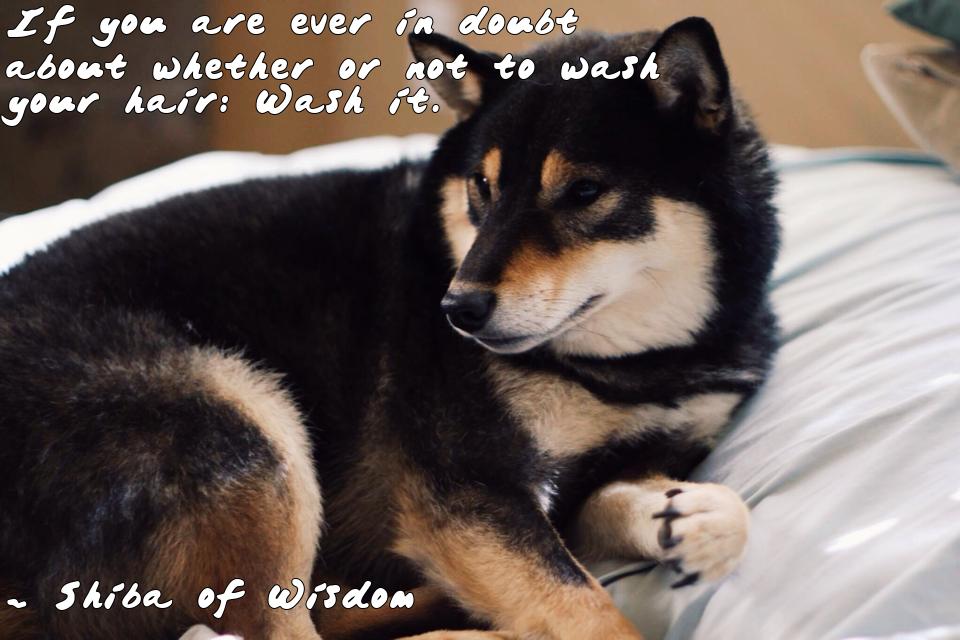 If you are ever in doubt
about whether or not to wash
your hair: Wash it.
~ Shiba of Wisdom